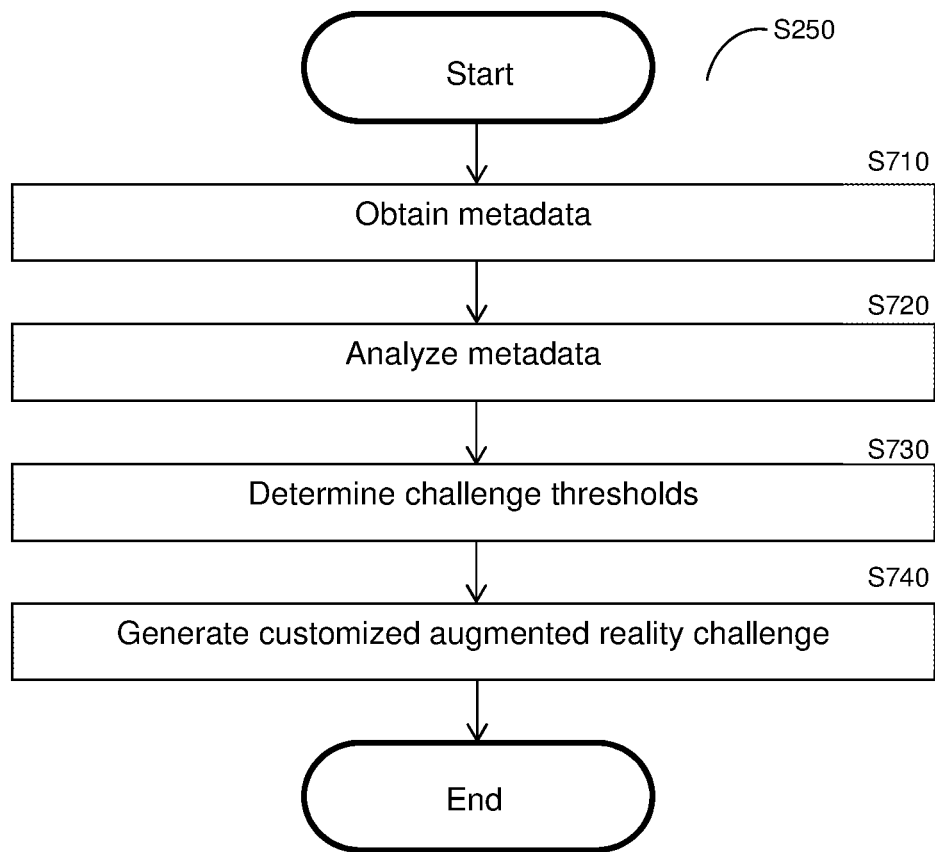 S250
Start
S710
Obtain metadata
S720
Analyze metadata
S730
Determine challenge thresholds
S740
Generate customized augmented reality challenge
End